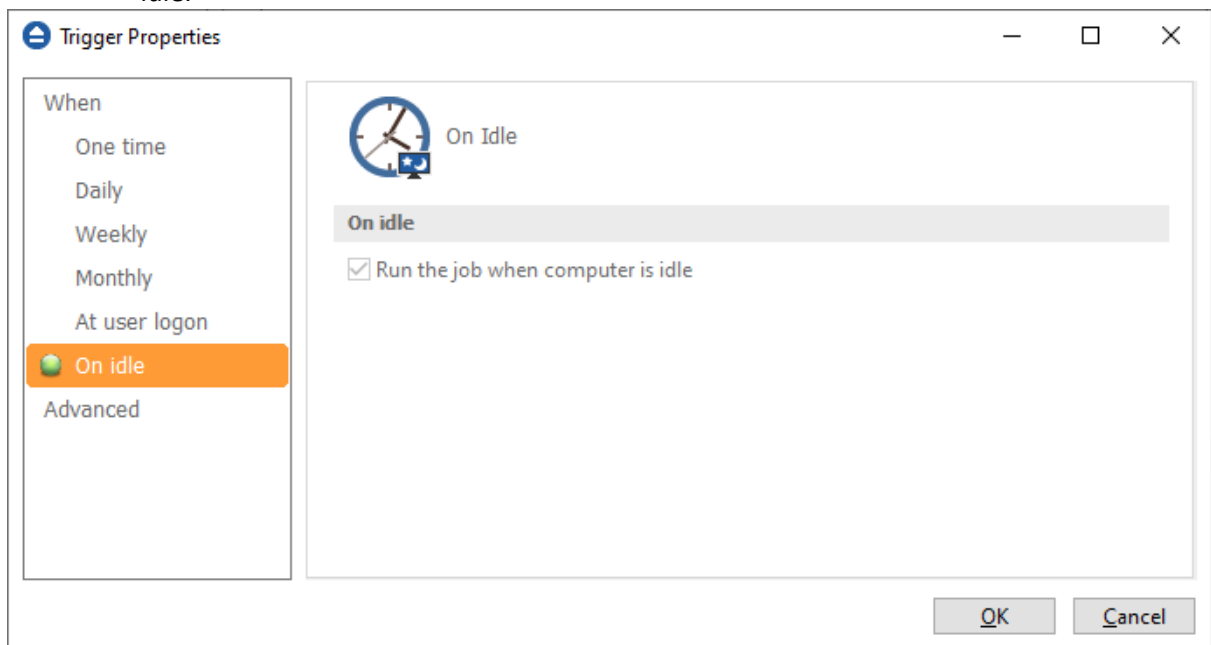 idle.
Trigger Properties
When
One time
Daily
Weekly
Monthly
At user logon
On idle
Advanced
On Idle
On idle
Run the job when computer is idle
OK
Cancel